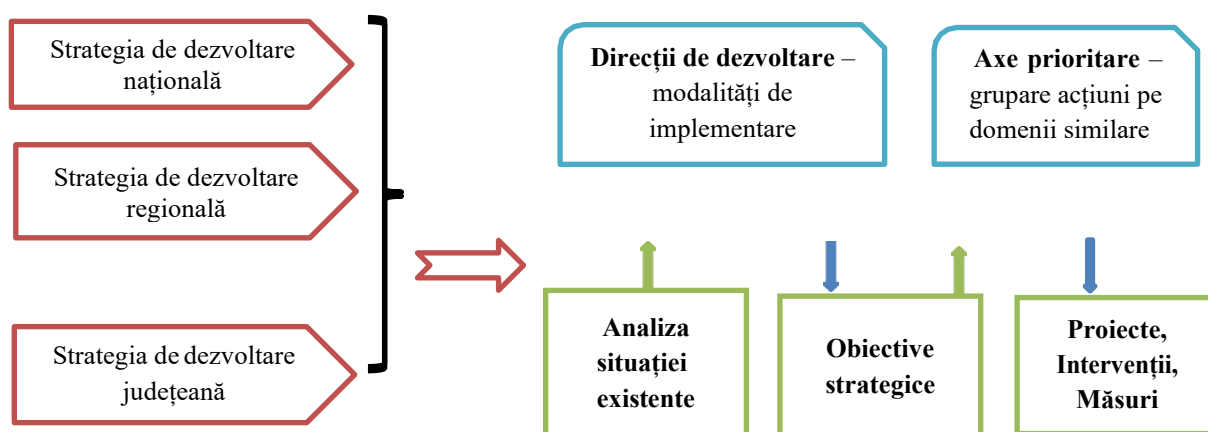 Strategia de dezvoltare
națională
Strategia de dezvoltare
regională
Strategia de dezvoltare
județeană
Direcții de dezvoltare –
modalități de
implementare
Axe prioritare –
grupare acțiuni pe
domenii similare
Analiza
situației
existente
Obiective
strategice
Proiecte,
Intervenții,
Măsuri